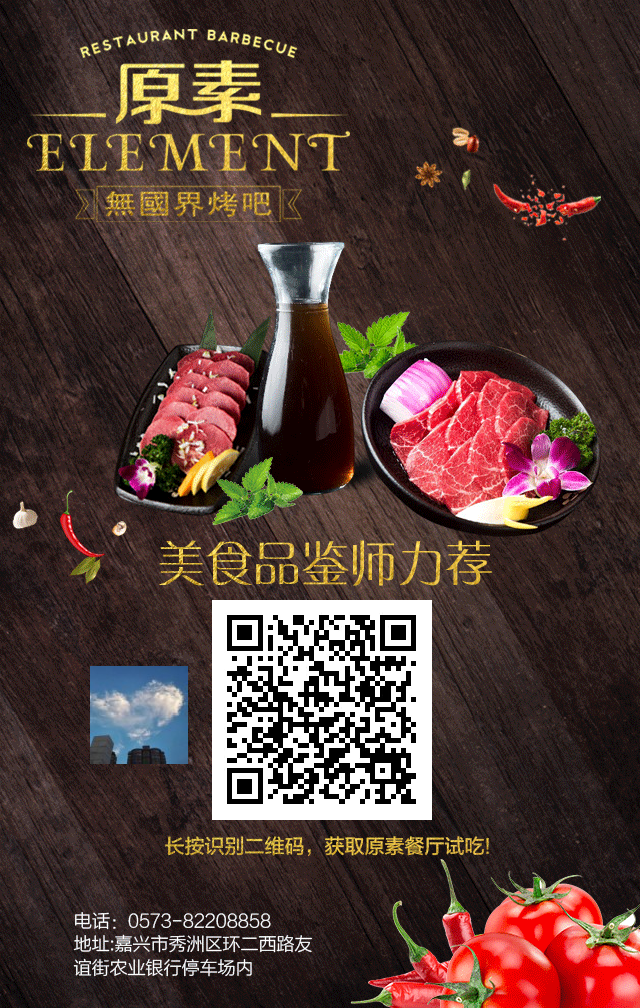 RESTAURANT BARBECUE
原素
ELEMENT
無國界烤吧
美食品鉴师力荐
长按识别二维码，获取原素餐厅试吃!
电话：0573-82208858
地址:嘉兴市秀洲区环二西路友
谊街农业银行停车场内